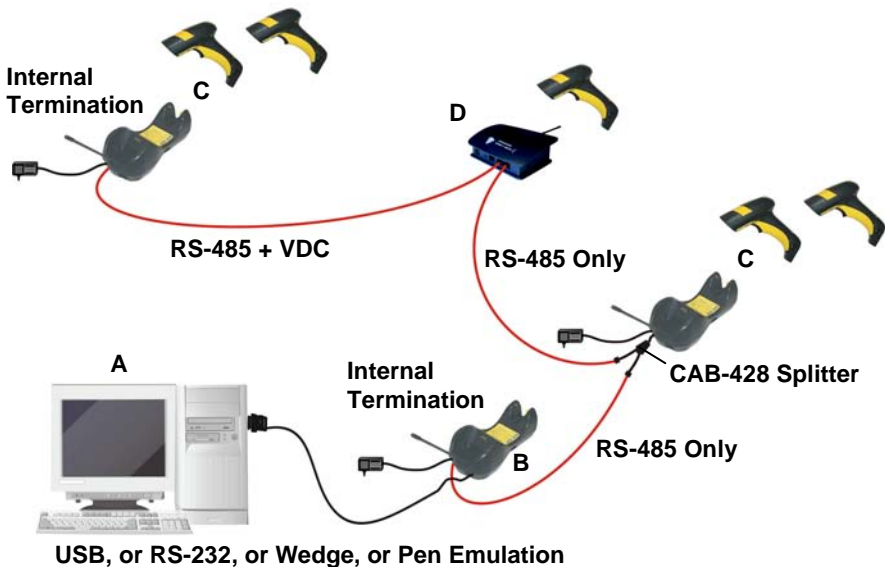 Internal
Termination
C
D
RS-485 + VDC
RS-485 Only
C
CAB-428 Splitter
A
Internal
Termination
B
RS-485 Only
USB, or RS-232, or Wedge, or Pen Emulation